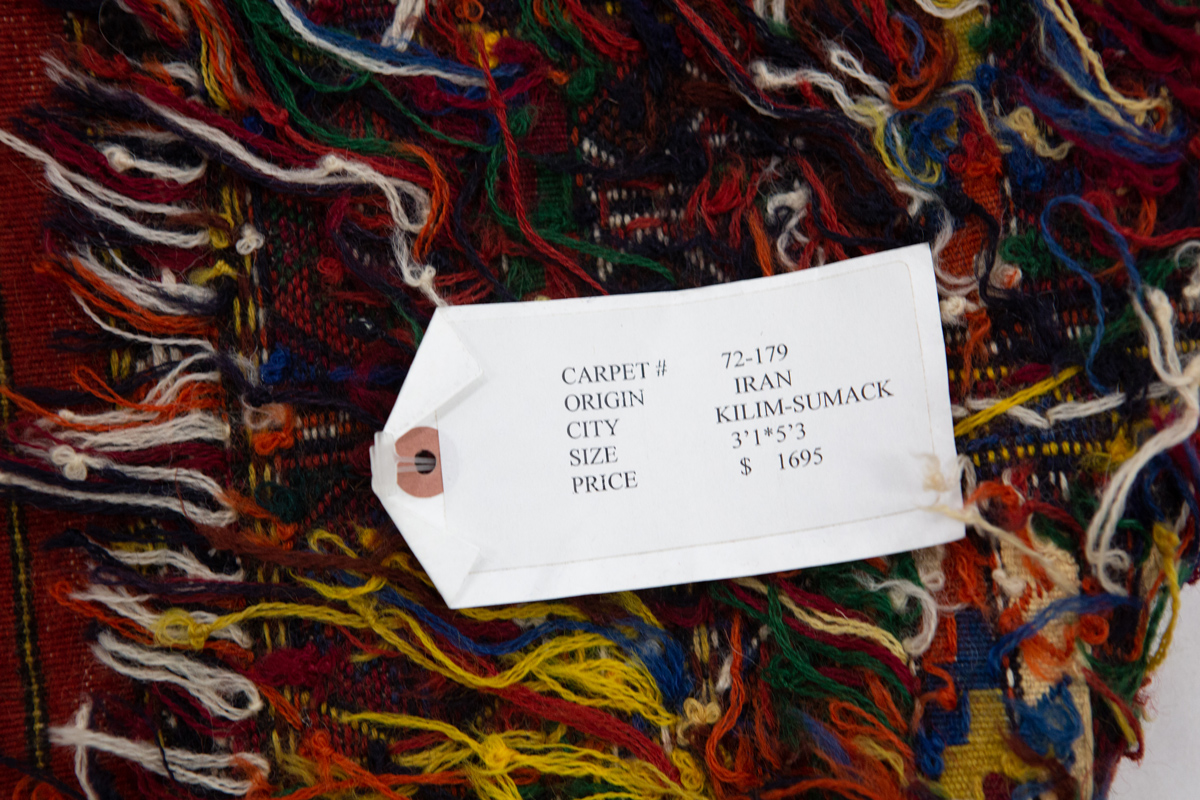 CARPET # 72-179
ORIGIN IRAN
CITY KILIM-SUMACK
SIZE 3'1*5'3
PRICE $ 1695